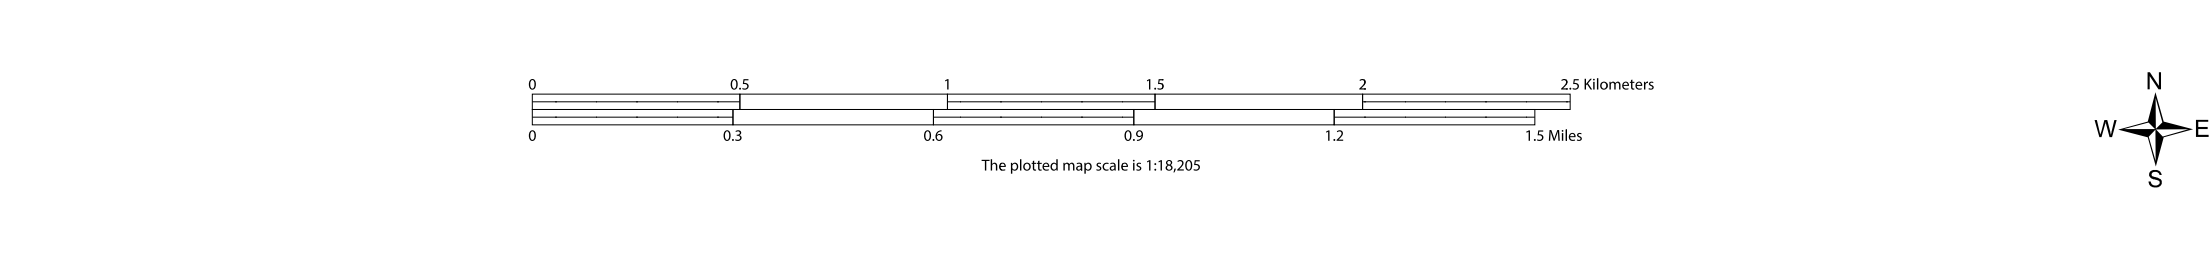 0 0.5 1 1.5 2 2.5 Kilometers
0 0.3 0.6 0.9 1.2 1.5 Miles
The plotted map scale is 1:18,205
N
W E
S